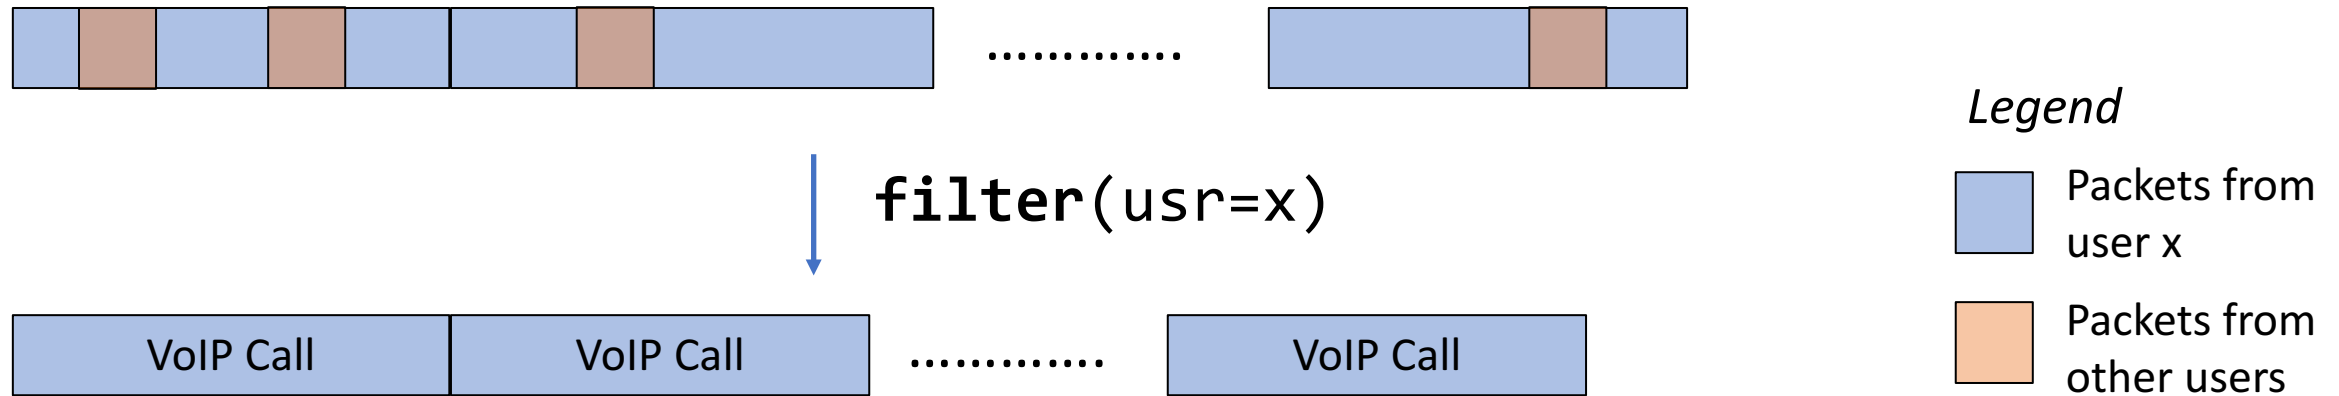 ………….
filter(usr=x)
VoIP Call
VoIP Call
………….
VoIP Call
Legend
Packets from
user x
Packets from
other users